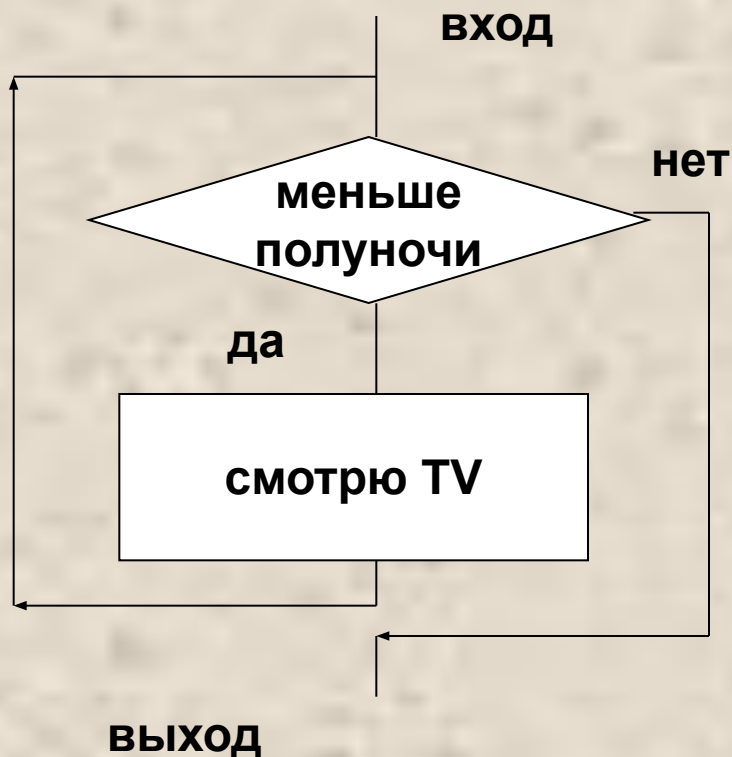 вход
нет
меньше
полуночи
да
смотрю TV
выход